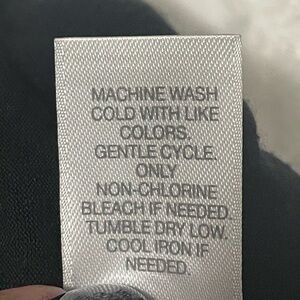 MACHINE WASH
COLD WITH LIKE
COLORS.
GENTLE CYCLE.
ONLY
NON-CHLORINE
BLEACH IF NEEDED.
TUMBLE DRY LOW.
COOL IRON IF
NEEDED.